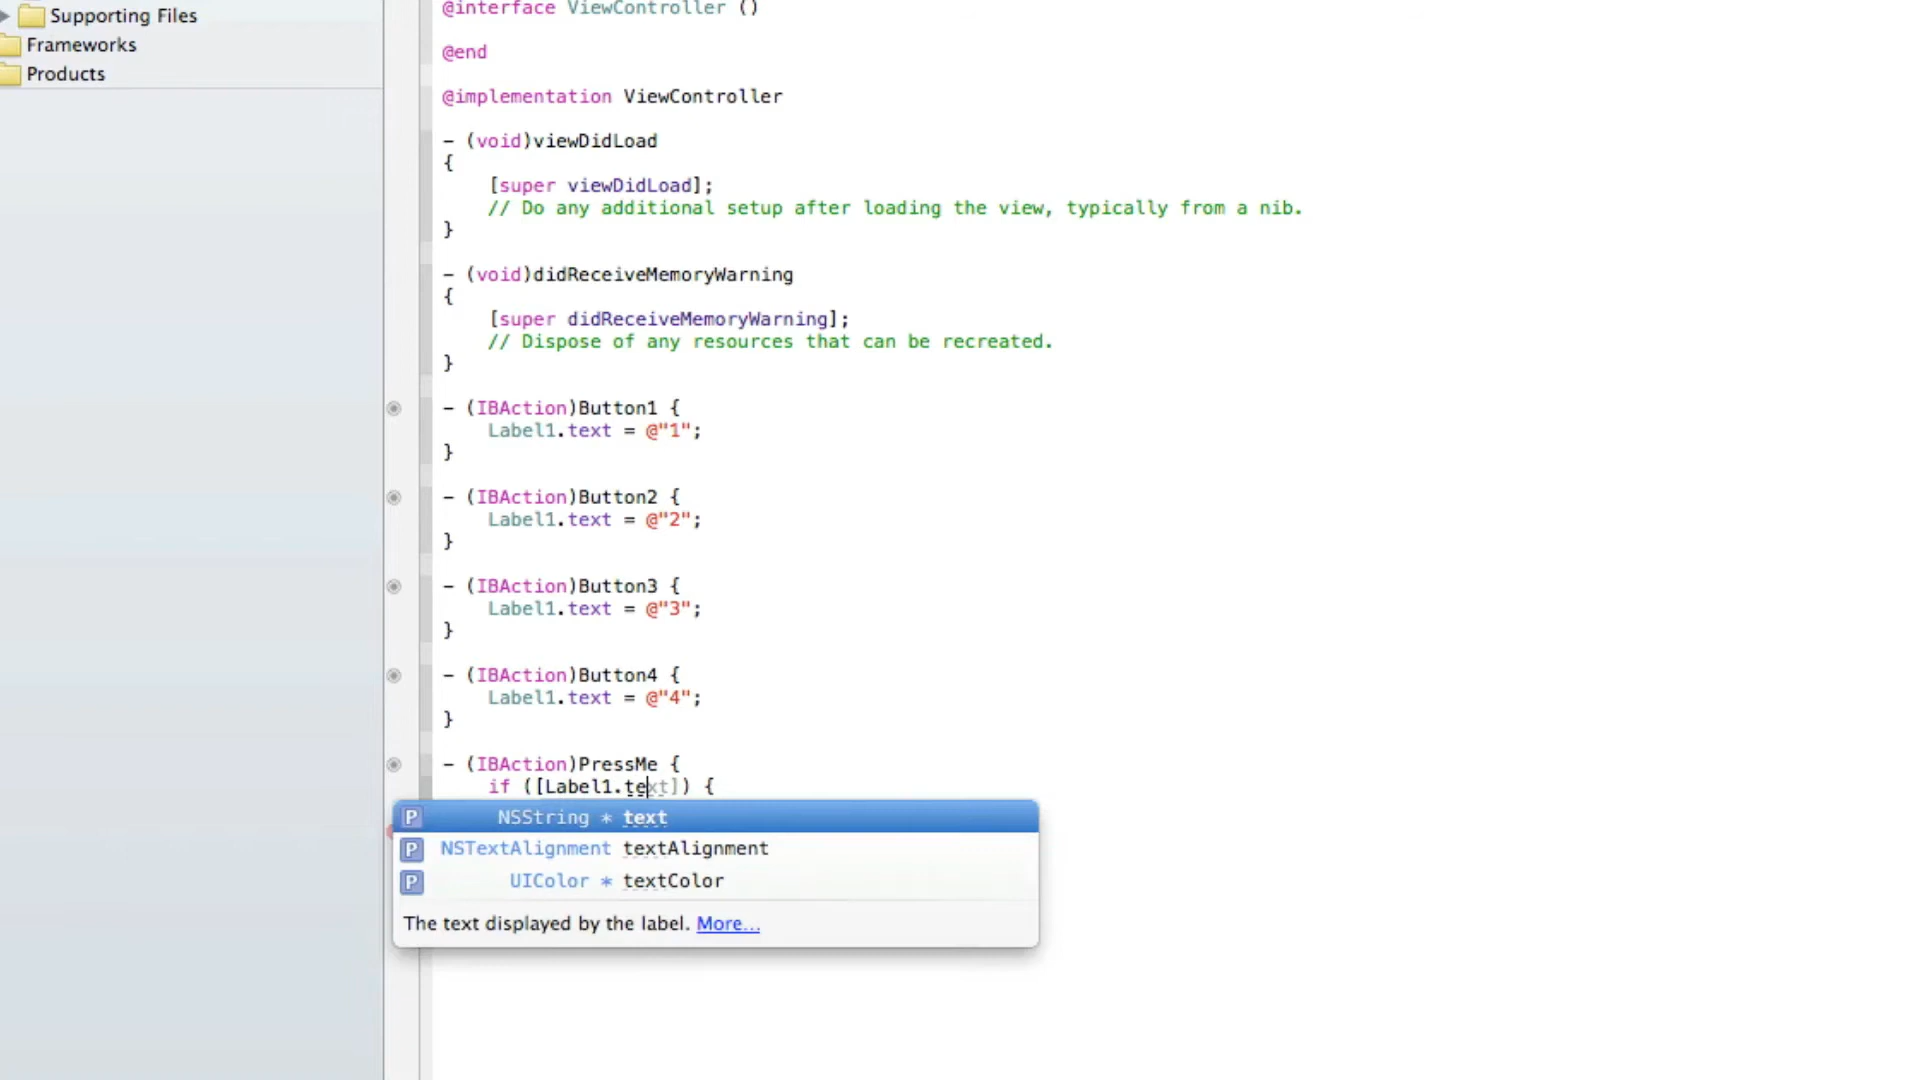 Supporting Files
Frameworks
Products
@interface ViewController ()
@end
@implementation ViewController
- (void)viewDidLoad
{
[super viewDidLoad];
// Do any additional setup after loading the view, typically from a nib.
}
- (void)didReceiveMemoryWarning
{
[super didReceiveMemoryWarning];
// Dispose of any resources that can be recreated.
}
- (IBAction)Button1 {
Label1.text = @"1";
}
- (IBAction)Button2 {
Label1.text = @"2";
}
- (IBAction)Button3 {
Label1.text = @"3";
}
- (IBAction)Button4 {
Label1.text = @"4";
}
- (IBAction)PressMe {
if ([Label1.text]) {
P NSString * text
P NSTextAlignment textAlignment
P UIColor * textColor
The text displayed by the label. More...